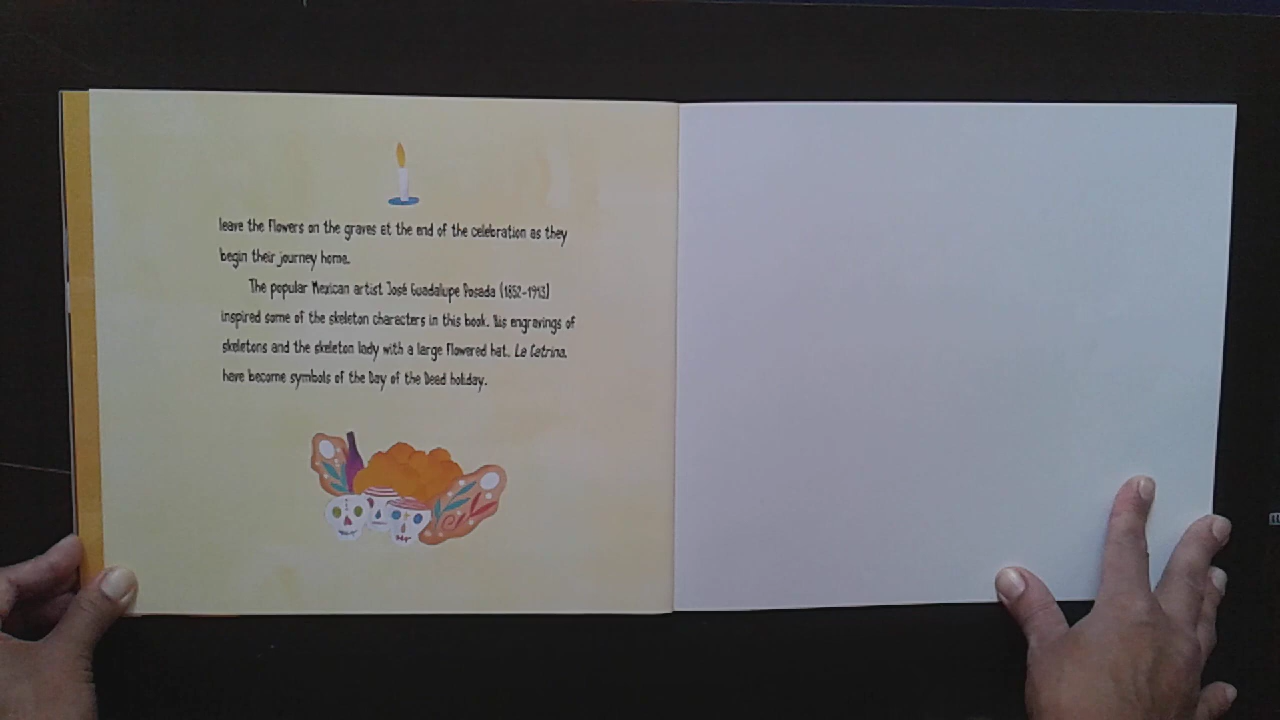 leave the flowers on the graves at the end of the celebration as they
begin their journey home.
The popular Mexican artist José Guadalupe Posada (1852-1913)
inspired some of the skeleton characters in this book. His engravings of
skeletons and the skeleton lady with a large flowered hat, La Catrina,
have become symbols of the Day of the Dead holiday.